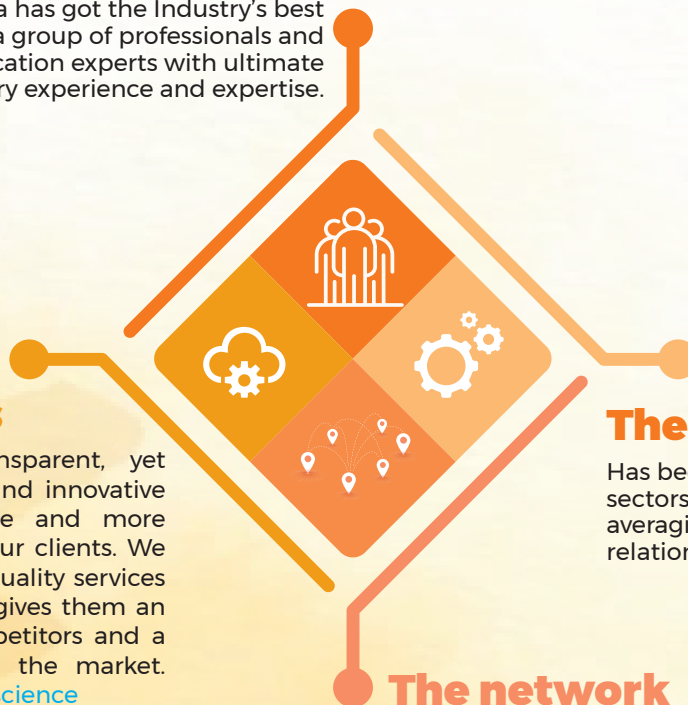 a has got the Industry's best
a group of professionals and
cation experts with ultimate
ry experience and expertise.
s
nsparent, yet
nd innovative
e and more
ur clients. We
uality services
gives them an
petitors and a
the market.
science
The
Has be
sectors
averagi
relation
The network